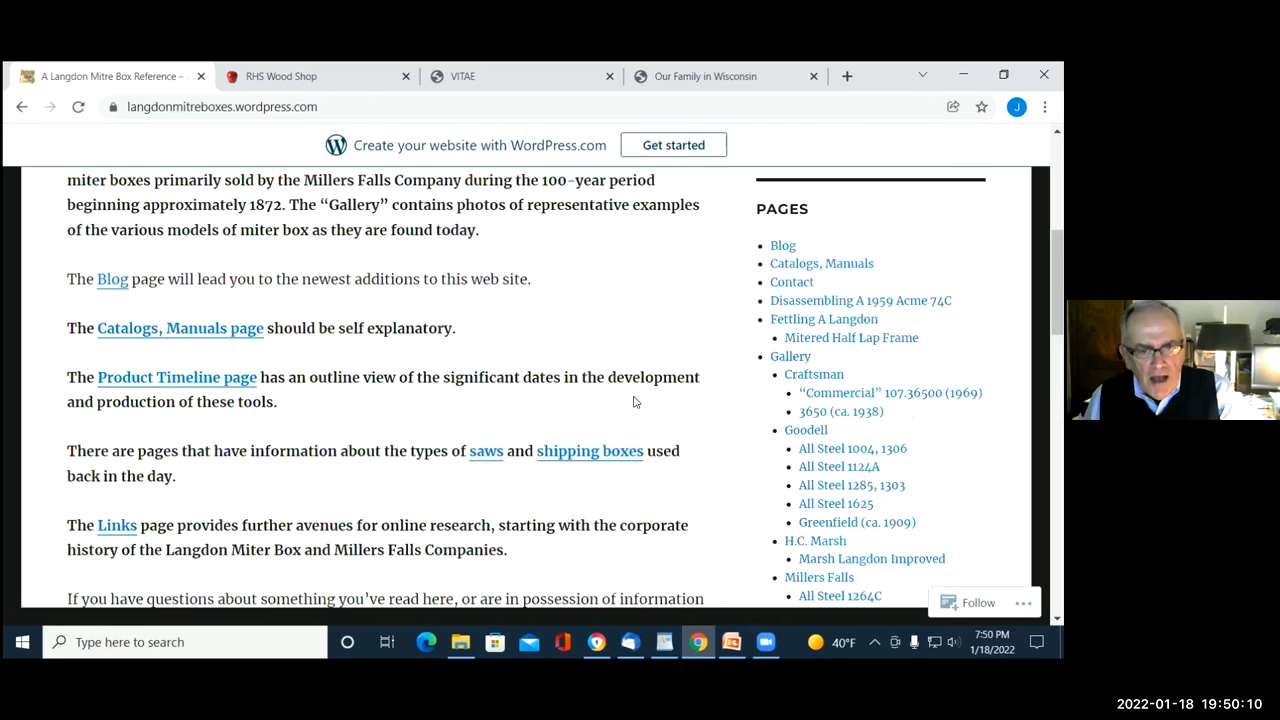 A Langdon Mitre Box Reference –
RHS Wood Shop
VITAE
Our Family in Wisconsin
langdonmitreboxes.wordpress.com
J
Create your website with WordPress.com
Get started
miter boxes primarily sold by the Millers Falls Company during the 100-year period
beginning approximately 1872. The “Gallery” contains photos of representative examples
of the various models of miter box as they are found today.
The Blog page will lead you to the newest additions to this web site.
The Catalogs, Manuals page should be self explanatory.
The Product Timeline page has an outline view of the significant dates in the development
and production of these tools.
There are pages that have information about the types of saws and shipping boxes used
back in the day.
The Links page provides further avenues for online research, starting with the corporate
history of the Langdon Miter Box and Millers Falls Companies.
If you have questions about something you’ve read here, or are in possession of information
PAGES
Blog
Catalogs, Manuals
Contact
Disassembling A 1959 Acme 74C
Fettling A Langdon
Mitered Half Lap Frame
Gallery
Craftsman
“Commercial” 107.36500 (1969)
3650 (ca. 1938)
Goodell
All Steel 1004, 1306
All Steel 1124A
All Steel 1285, 1303
All Steel 1625
Greenfield (ca. 1909)
H.C. Marsh
Marsh Langdon Improved
Millers Falls
All Steel 1264C
Follow
Type here to search
40°F
7:50 PM
1/18/2022
2022-01-18 19:50:10